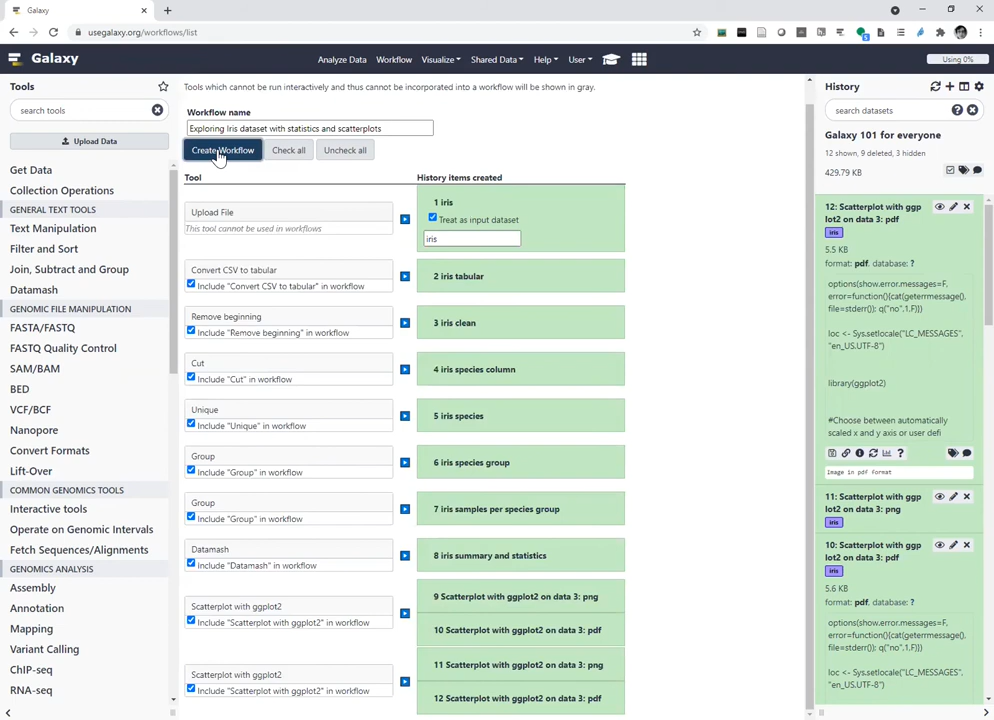 Galaxy
usegalaxy.org/workflows/list
Galaxy
Analyze Data
Workflow
Visualize
Shared Data
Help
User
Using 0%
Tools
search tools
Upload Data
Get Data
Collection Operations
GENERAL TEXT TOOLS
Text Manipulation
Filter and Sort
Join, Subtract and Group
Datamash
GENOMIC FILE MANIPULATION
FASTA/FASTQ
FASTQ Quality Control
SAM/BAM
BED
VCF/BCF
Nanopore
Convert Formats
Lift-Over
COMMON GENOMICS TOOLS
Interactive tools
Operate on Genomic Intervals
Fetch Sequences/Alignments
GENOMICS ANALYSIS
Assembly
Annotation
Mapping
Variant Calling
ChIP-seq
RNA-seq
Tools which cannot be run interactively and thus cannot be incorporated into a workflow will be shown in gray.
Workflow name
Exploring Iris dataset with statistics and scatterplots
Create Workflow
Check all
Uncheck all
Tool
History items created
Upload File
This tool cannot be used in workflows
1 iris
Treat as input dataset
iris
Convert CSV to tabular
Include "Convert CSV to tabular" in workflow
2 iris tabular
Remove beginning
Include "Remove beginning" in workflow
3 iris clean
Cut
Include "Cut" in workflow
4 iris species column
Unique
Include "Unique" in workflow
5 iris species
Group
Include "Group" in workflow
6 iris species group
Group
Include "Group" in workflow
7 iris samples per species group
Datamash
Include "Datamash" in workflow
8 iris summary and statistics
Scatterplot with ggplot2
Include "Scatterplot with ggplot2" in workflow
9 Scatterplot with ggplot2 on data 3: png
10 Scatterplot with ggplot2 on data 3: pdf
Scatterplot with ggplot2
Include "Scatterplot with ggplot2" in workflow
11 Scatterplot with ggplot2 on data 3: png
12 Scatterplot with ggplot2 on data 3: pdf
History
search datasets
Galaxy 101 for everyone
12 shown, 9 deleted, 3 hidden
429.79 KB
12: Scatterplot with ggp
lot2 on data 3: pdf
iris
5.5 KB
format: pdf, database: ?
options(show.error.messages=F,
error=function(){cat(geterrmessage(),
file=stderr()); q("no",1,F)})
loc <- Sys.setlocale("LC_MESSAGES",
"en_US.UTF-8")
library(ggplot2)
#Choose between automatically
scaled x and y axis or user defi
Image in pdf format
11: Scatterplot with ggp
lot2 on data 3: png
iris
10: Scatterplot with ggp
lot2 on data 3: pdf
iris
5.6 KB
format: pdf, database: ?
options(show.error.messages=F,
error=function(){cat(geterrmessage(),
file=stderr()); q("no",1,F)})
loc <- Sys.setlocale("LC_MESSAGES",
"en_US.UTF-8")